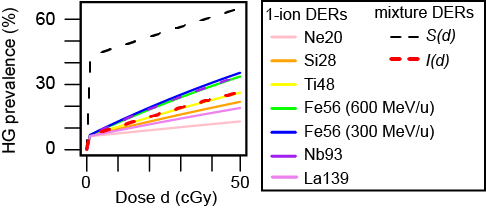 HG prevalence (%)
60
30
0
0
50
Dose d (cGy)
1-ion DERs
Ne20
Si28
Ti48
Fe56 (600 MeV/u)
Fe56 (300 MeV/u)
Nb93
La139
mixture DERs
S(d)
I(d)